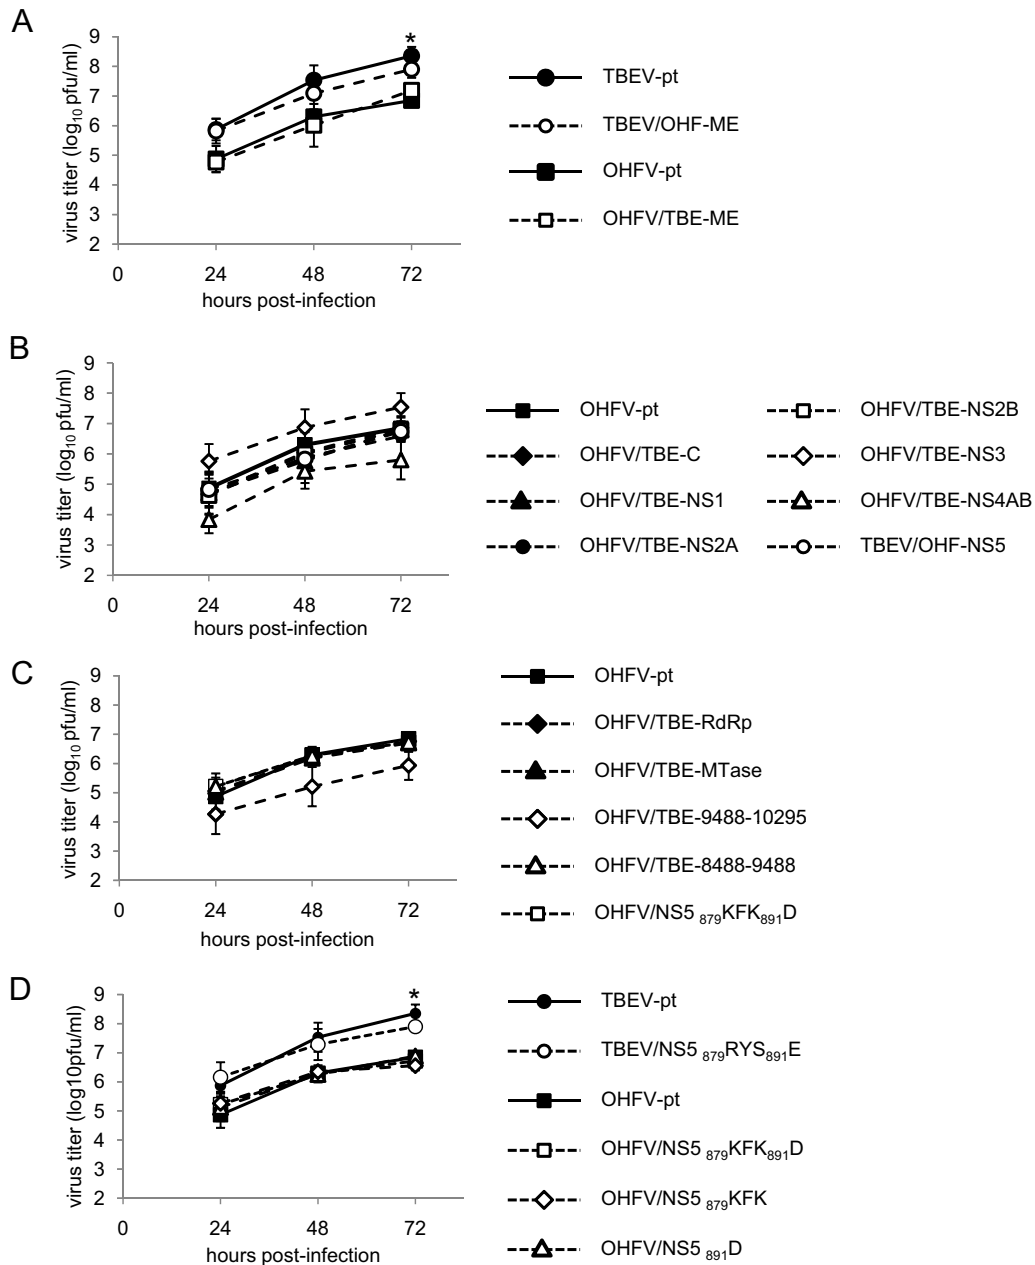 A
virus titer (log10 pfu/ml)
9
8
7
6
5
4
3
2
*
0 24 48 72
hours post-infection
TBEV-pt
TBEV/OHF-ME
OHFV-pt
OHFV/TBE-ME
B
virus titer (log10 pfu/ml)
9
8
7
6
5
4
3
2
0 24 48 72
hours post-infection
OHFV-pt
OHFV/TBE-C
OHFV/TBE-NS1
OHFV/TBE-NS2A
OHFV/TBE-NS2B
OHFV/TBE-NS3
OHFV/TBE-NS4AB
TBEV/OHF-NS5
C
virus titer (log10 pfu/ml)
9
8
7
6
5
4
3
2
0 24 48 72
hours post-infection
OHFV-pt
OHFV/TBE-RdRp
OHFV/TBE-MTase
OHFV/TBE-9488-10295
OHFV/TBE-8488-9488
OHFV/NS5 879KFK891D
D
virus titer (log10pfu/ml)
9
8
7
6
5
4
3
2
*
0 24 48 72
hours post-infection
TBEV-pt
TBEV/NS5 879RYS891E
OHFV-pt
OHFV/NS5 879KFK891D
OHFV/NS5 879KFK
OHFV/NS5 891D